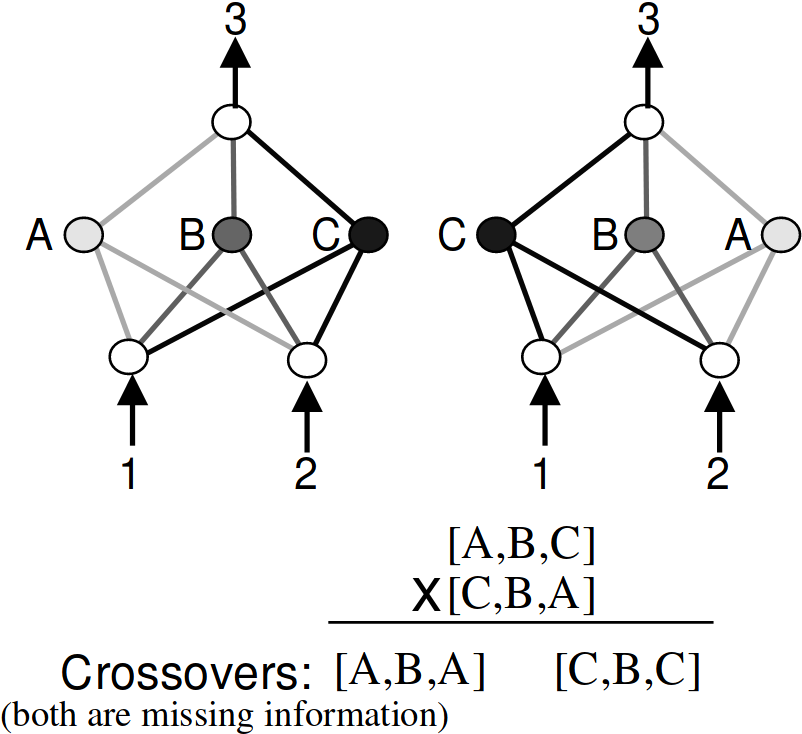 3 3
A B C C B A
1 2 1 2
[A,B,C]
X[C,B,A]
Crossovers: [A,B,A] [C,B,C]
(both are missing information)